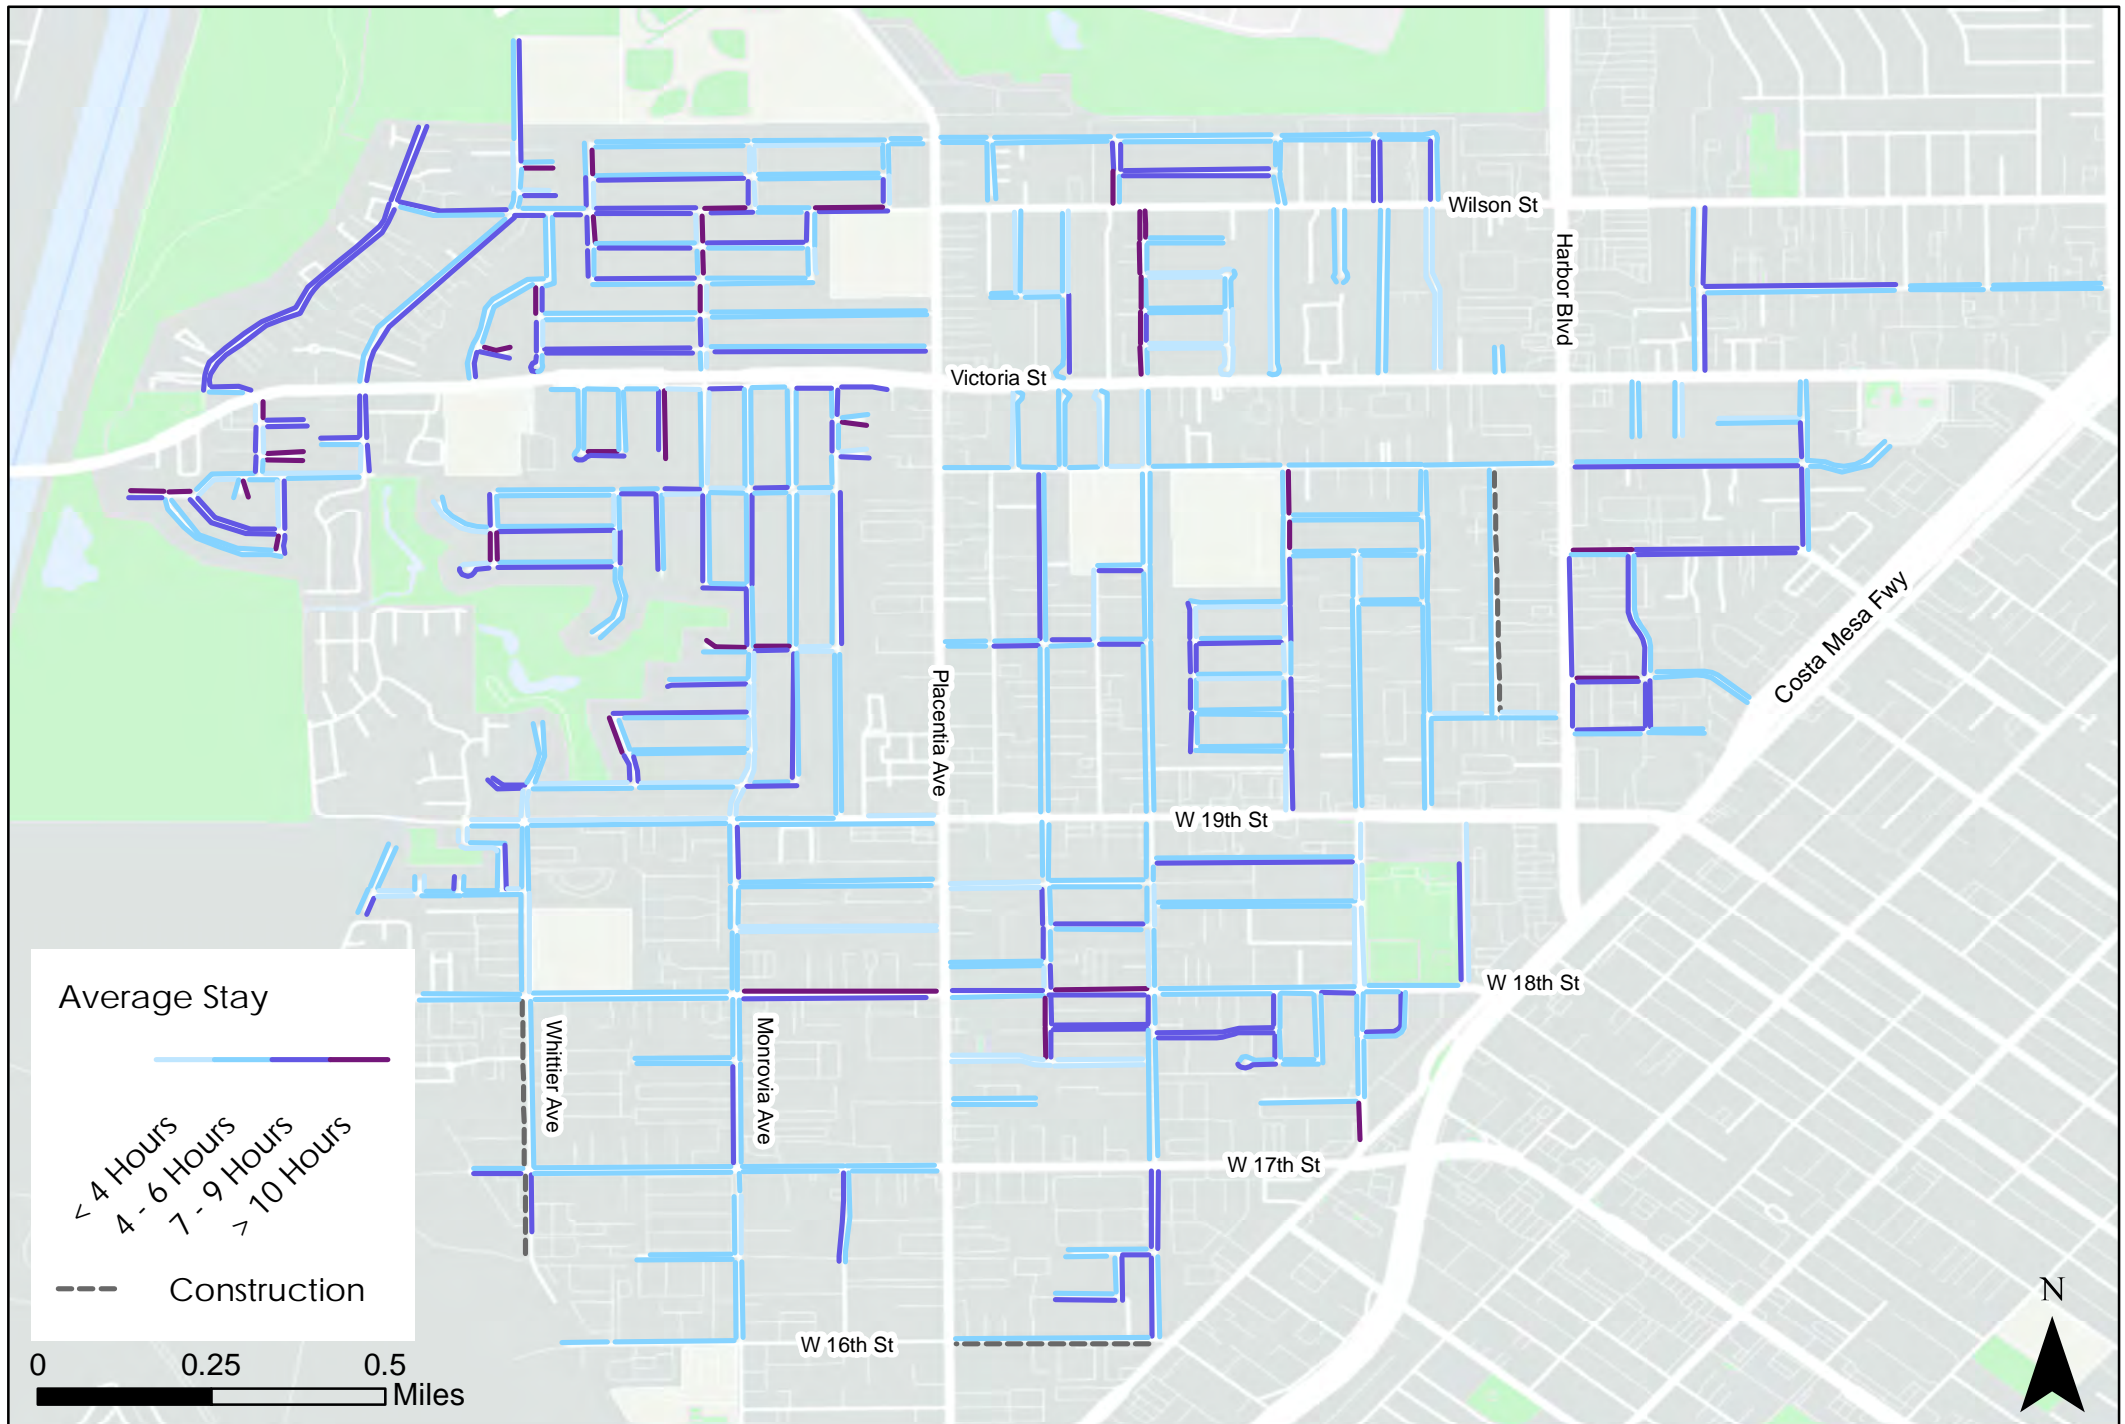 Wilson St
Harbor Blvd
Victoria St
Costa Mesa Fwy
Placentia Ave
W 19th St
W 18th St
Average Stay
Whittier Ave
Monrovia Ave
< 4 Hours
4 - 6 Hours
7 - 9 Hours
> 10 Hours
W 17th St
Construction
N
W 16th St
0 0.25 0.5
Miles